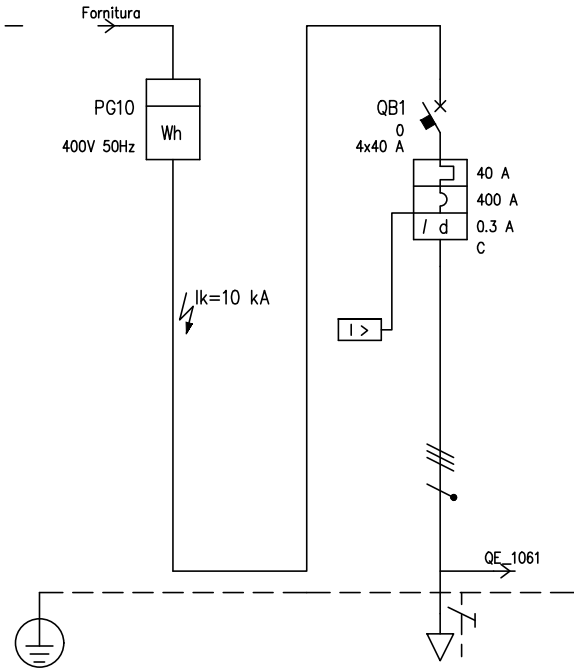 Fornitura
PG10
Wh
400V 50Hz
QB1
0
4x40 A
40 A
400 A
I d
0.3 A
C
Ik=10 kA
I >
QE_1061